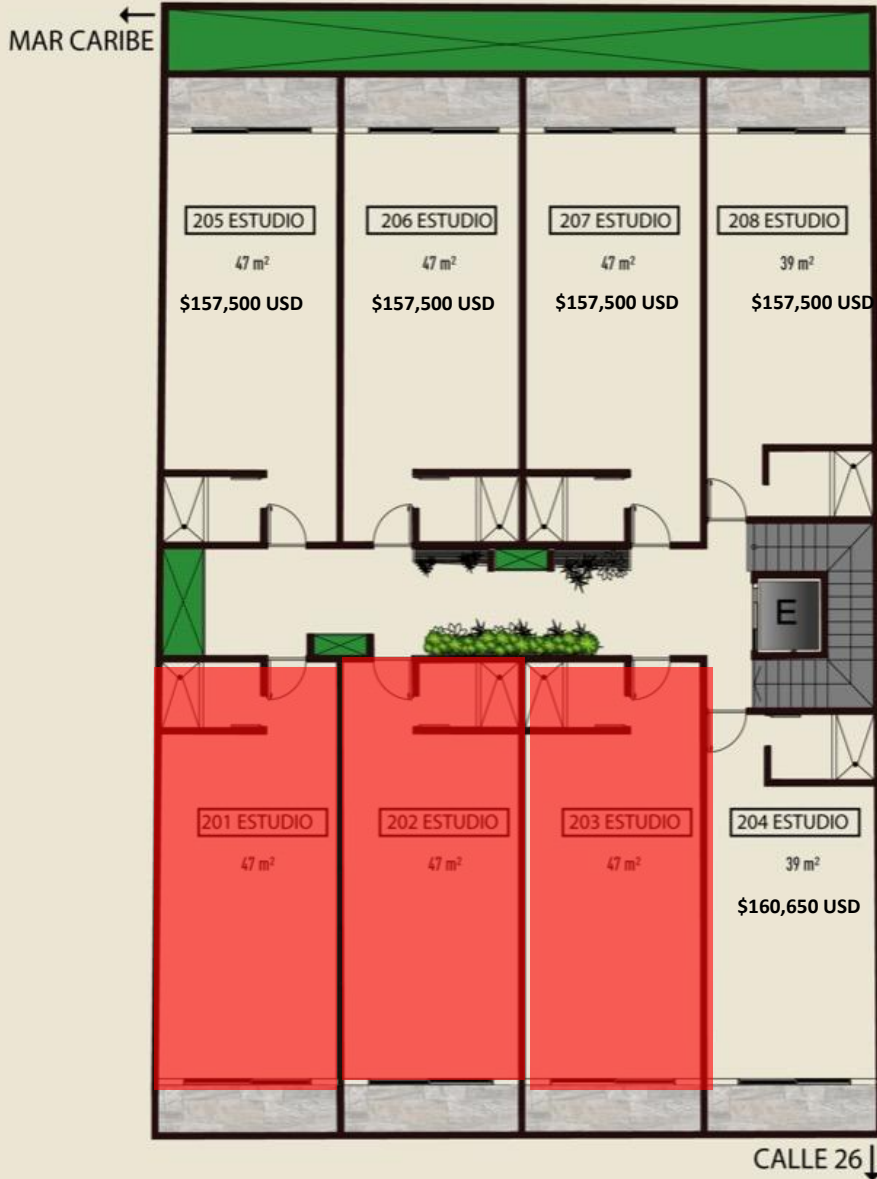 MAR CARIBE
205 ESTUDIO
47 m²
$157,500 USD
206 ESTUDIO
47 m²
$157,500 USD
207 ESTUDIO
47 m²
$157,500 USD
208 ESTUDIO
39 m²
$157,500 USD
E
201 ESTUDIO
47 m²
202 ESTUDIO
47 m²
203 ESTUDIO
47 m²
204 ESTUDIO
39 m²
$160,650 USD
CALLE 26